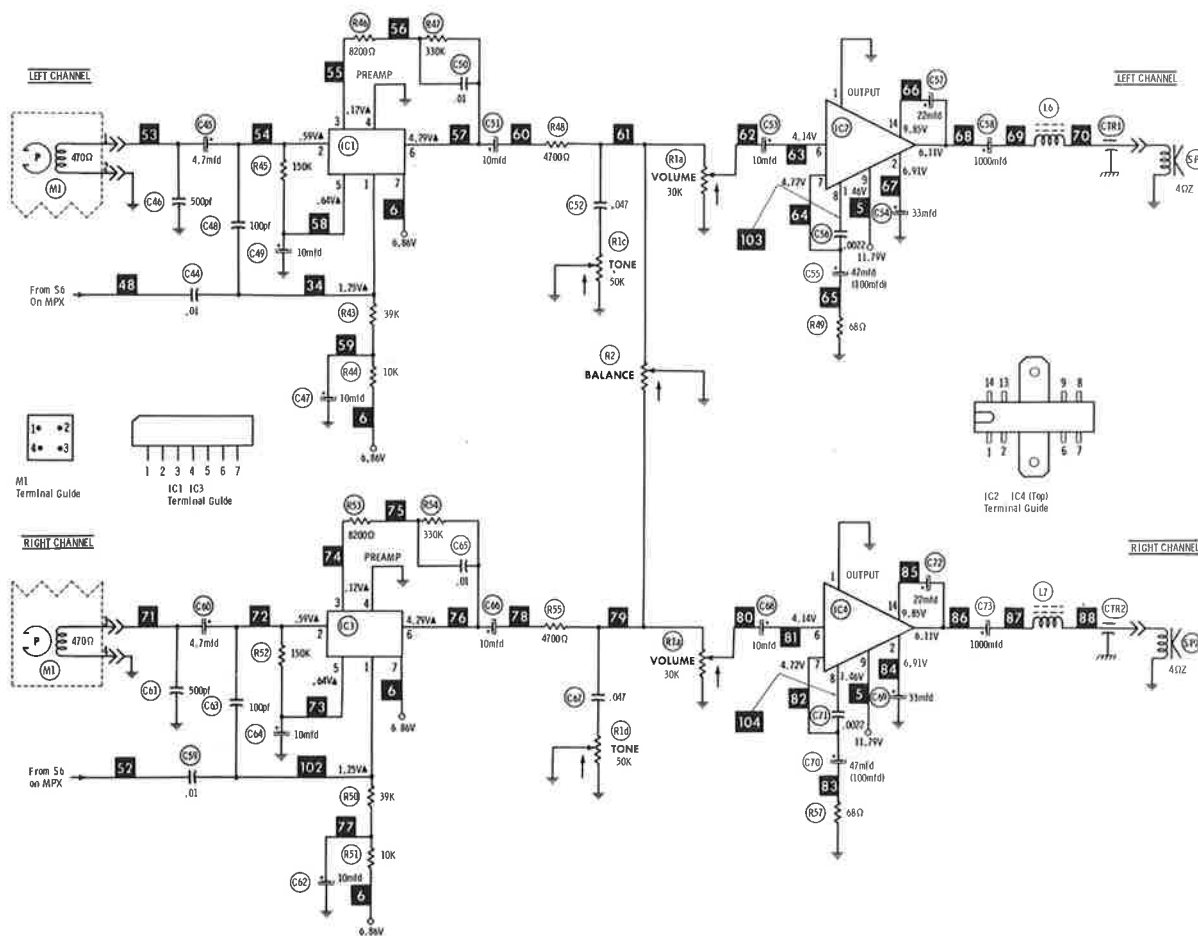 LEFT CHANNEL
P
470Ω
M1
53
C45
4.7mfd
54
C46
500pf
C48
100pf
R45
150K
C49
10mfd
58
55
R46
8200Ω
56
R47
330K
C50
.01
PREAMP
.12V▲
3
4
.59V▲
2
IC1
4.29V▲
6
5
1
7
.64V▲
6
6.86V
57
C51
10mfd
60
R48
4700Ω
61
C52
.047
R1c
TONE
50K
R1a
VOLUME
30K
62
C53
10mfd
4.14V
63
6
1
OUTPUT
IC2
14
9.85V
66
C57
22mfd
6.11V
2
6.91V
67
C54
33mfd
7
4.77V
8
9
1.46V
64
103
C56
.0022
5
11.79V
C55
42mfd
(100mfd)
65
R49
68Ω
68
C58
1000mfd
69
L6
70
CTR1
LEFT CHANNEL
SP1
4ΩZ
From S6
On MPX
48
C44
.01
34
1.25V▲
R43
39K
59
R44
10K
C47
10mfd
6
6.86V
R2
BALANCE
1
2
4
3
M1
Terminal Guide
1 2 3 4 5 6 7
IC1 IC3
Terminal Guide
14 13 9 8
1 2 6 7
IC2 IC4 (Top)
Terminal Guide
RIGHT CHANNEL
P
470Ω
M1
71
C60
4.7mfd
72
C61
500pf
C63
100pf
R52
150K
C64
10mfd
73
74
R53
8200Ω
75
R54
330K
C65
.01
PREAMP
.12V▲
3
4
.59V▲
2
IC3
4.29V▲
6
5
1
7
.64V▲
6
6.86V
76
C66
10mfd
78
R55
4700Ω
79
C67
.047
R1d
TONE
50K
R1a
VOLUME
30K
80
C68
10mfd
4.14V
81
6
1
OUTPUT
IC4
14
9.85V
85
C72
22mfd
6.11V
2
6.91V
84
C69
33mfd
7
4.72V
8
9
1.46V
82
104
C71
.0022
5
11.79V
C70
47mfd
(100mfd)
83
R57
68Ω
86
C73
1000mfd
87
L7
88
CTR2
RIGHT CHANNEL
SP2
4ΩZ
From S6
on MPX
52
C59
.01
102
1.25V▲
R50
39K
77
R51
10K
C62
10mfd
6
6.86V